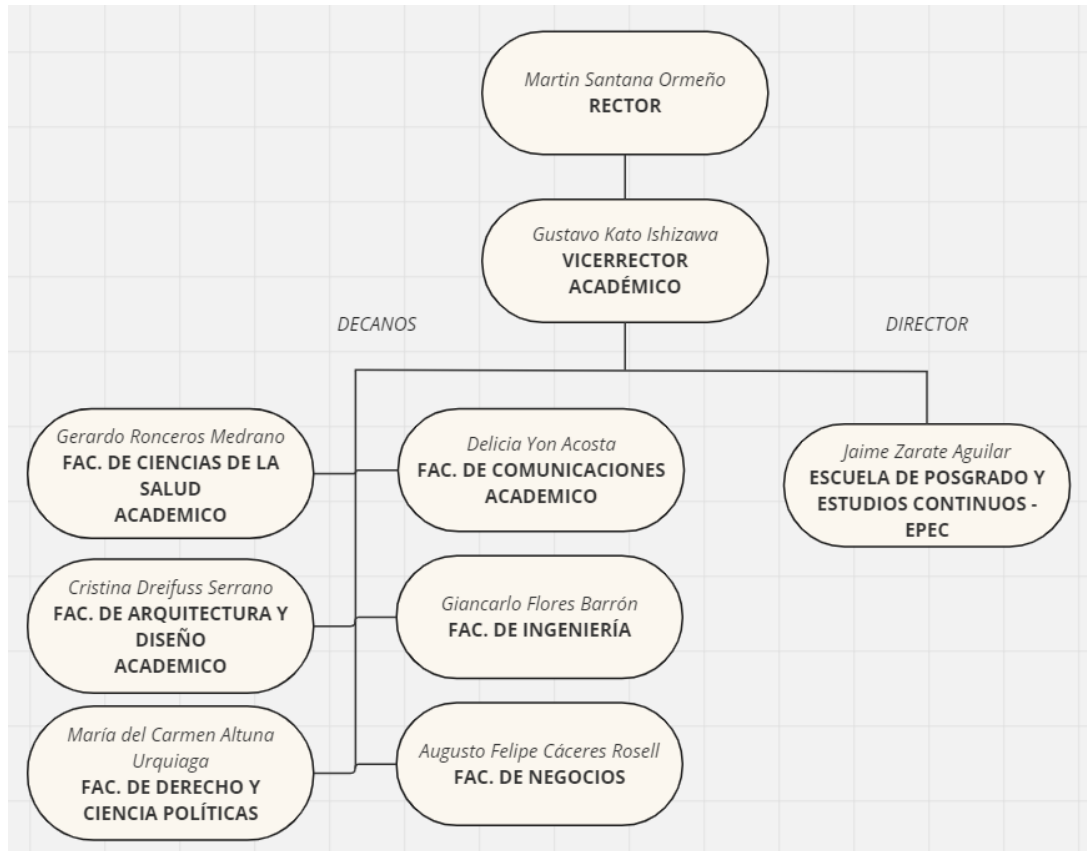 Martin Santana Ormeño
RECTOR
Gustavo Kato Ishizawa
VICERRECTOR
ACADÉMICO
DECANOS
DIRECTOR
Gerardo Ronceros Medrano
FAC. DE CIENCIAS DE LA
SALUD
ACADEMICO
Delicia Yon Acosta
FAC. DE COMUNICACIONES
ACADEMICO
Jaime Zarate Aguilar
ESCUELA DE POSGRADO Y
ESTUDIOS CONTINUOS -
EPEC
Cristina Dreifuss Serrano
FAC. DE ARQUITECTURA Y
DISEÑO
ACADEMICO
Giancarlo Flores Barrón
FAC. DE INGENIERÍA
María del Carmen Altuna
Urquiaga
FAC. DE DERECHO Y
CIENCIA POLÍTICAS
Augusto Felipe Cáceres Rosell
FAC. DE NEGOCIOS